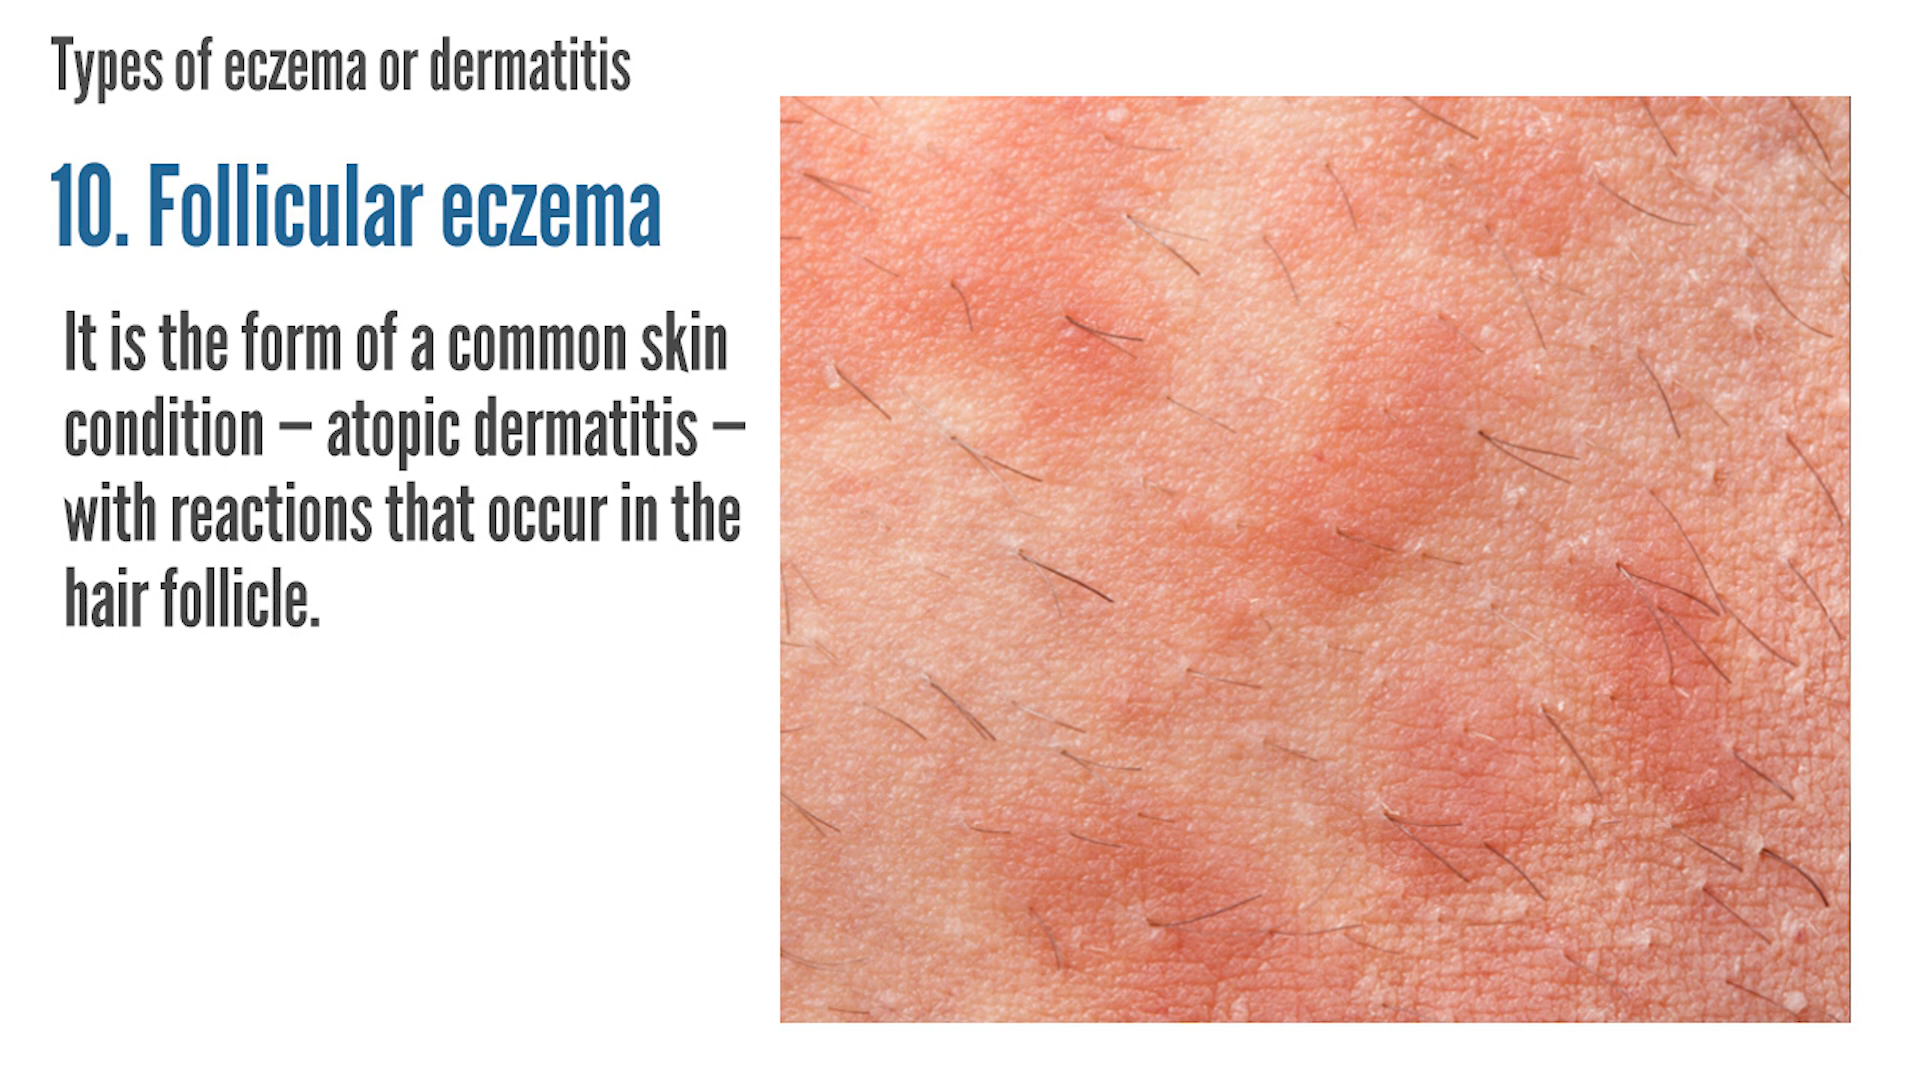 Types of eczema or dermatitis
10. Follicular eczema
It is the form of a common skin
condition – atopic dermatitis –
with reactions that occur in the
hair follicle.